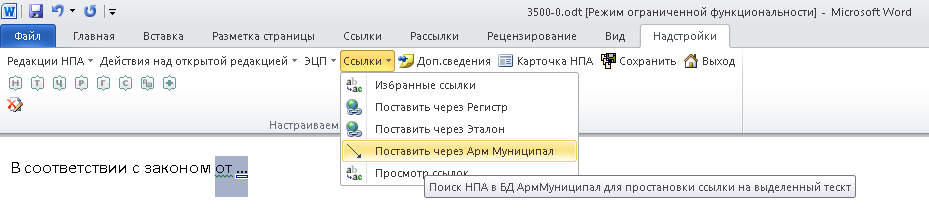 3500-0.odt [Режим ограниченной функциональности] - Microsoft Word
Файл Главная Вставка Разметка страницы Ссылки Рассылки Рецензирование Вид Надстройки
Редакции НПА Действия над открытой редакцией ЭЦП Ссылки Доп.сведения Карточка НПА Сохранить Выход
Н Т Ч Р Г С
Избранные ссылки
Поставить через Регистр
Поставить через Эталон
Настраиваем
Поставить через Арм Муниципал
В соответствии с законом от ...
Просмотр ссылок
Поиск НПА в БД АрмМуниципал для простановки ссылки на выделенный тескт